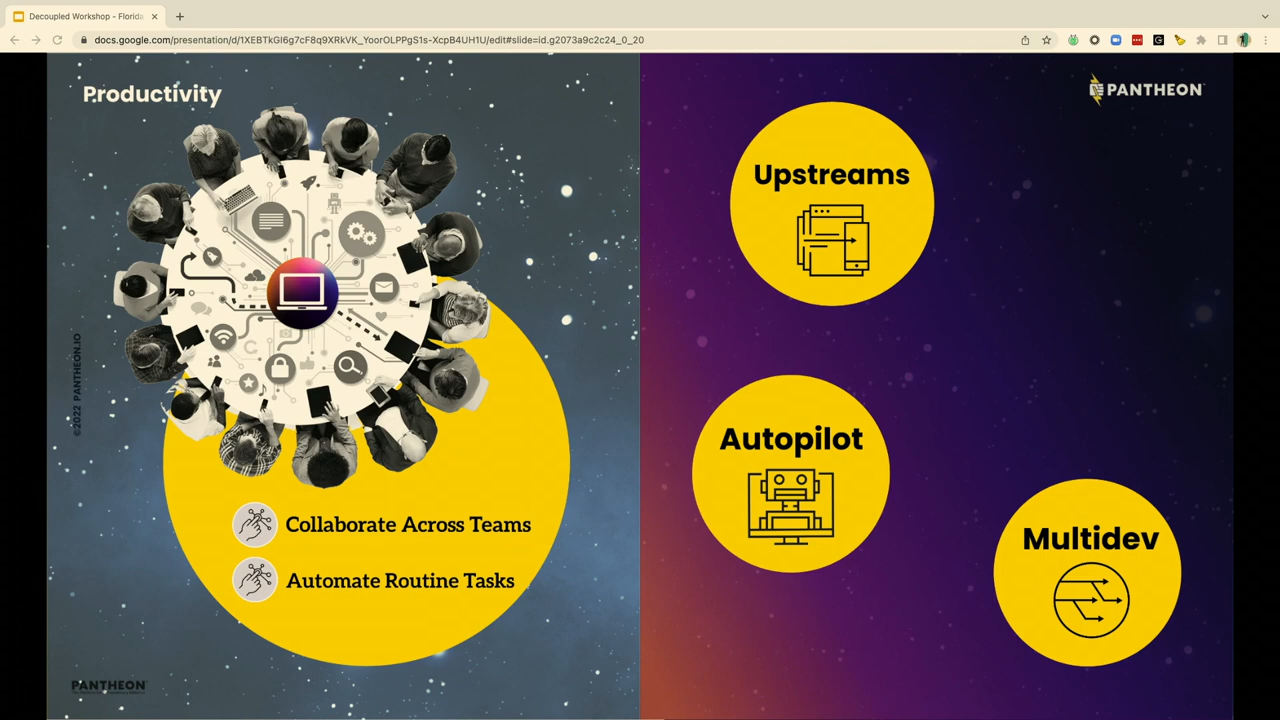 Decoupled Workshop - Florida
docs.google.com/presentation/d/1XEBTkGI6g7cF8q9XRkVK_YoorOLPPgS1s-XcpB4UH1U/edit#slide=id.g2073a9c2c24_0_20
Productivity
©2022 PANTHEON.IO
Collaborate Across Teams
Automate Routine Tasks
PANTHEON
PANTHEON
Upstreams
Autopilot
Multidev